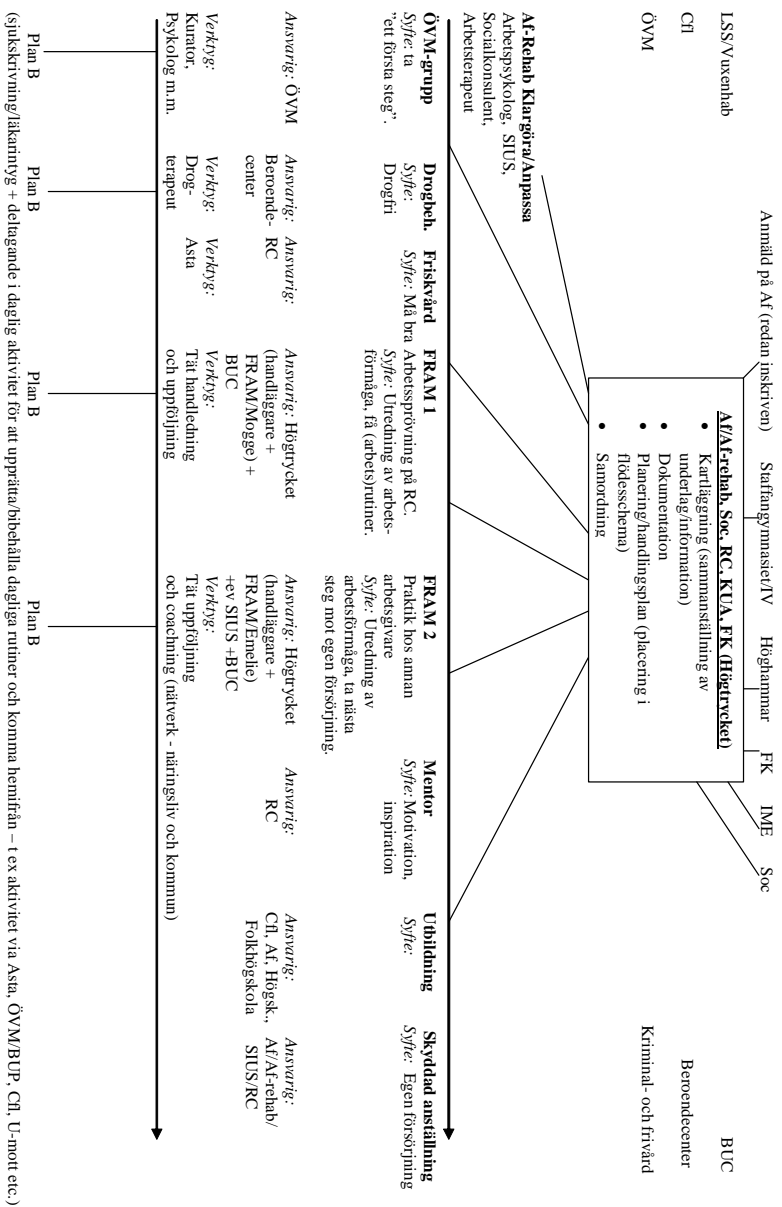 Anmäld på Af (redan inskriven)
Staffangymnasiet/IV
Höghammar
FK
IME
Soc
LSS/Vuxenhab
Cfl
ÖVM
BUC
Beroendecenter
Kriminal- och frivård
Af/Af-rehab, Soc, RC, KUA, FK (Högtrycket)
• Kartläggning (sammanställning av
underlag/information)
• Dokumentation
• Planering/handlingsplan (placering i
flödesschema)
• Samordning
Af-Rehab Klargöra/Anpassa
Arbetspsykolog, SIUS,
Socialkonsulent,
Arbetsterapeut
ÖVM-grupp
Syfte: ta
”ett första steg”.
Drogbeh.
Syfte:
Drogfri
Friskvård
Syfte: Må bra
FRAM 1
Arbetssprövning på RC.
Syfte: Utredning av arbets-
förmåga, få (arbets)rutiner.
FRAM 2
Praktik hos annan
arbetsgivare
Syfte: Utredning av
arbetsförmåga, ta nästa
steg mot egen försörjning.
Mentor
Syfte: Motivation,
inspiration
Utbildning
Syfte:
Skyddad anställning
Syfte: Egen försörjning
Ansvarig: ÖVM
Verktyg:
Kurator,
Psykolog m.m.
Ansvarig:
Beroende-
center
Verktyg:
Drog-
terapeut
Ansvarig:
RC
Verktyg:
Asta
Ansvarig: Högtrycket
(handläggare +
FRAM/Mogge) +
BUC
Verktyg:
Tät handledning
och uppföljning
Ansvarig: Högtrycket
(handläggare +
FRAM/Emelie)
+ev SIUS +BUC
Verktyg:
Tät uppföljning
och coachning (nätverk - näringsliv och kommun)
Ansvarig:
RC
Ansvarig:
Cfl, Af, Högsk.,
Folkhögskola
Ansvarig:
Af/Af-rehab/
SIUS/RC
Plan B
Plan B
Plan B
Plan B
(sjukskrivning/läkarintyg + deltagande i daglig aktivitet för att upprätta/bibehålla dagliga rutiner och komma hemifrån – t ex aktivitet via Asta, ÖVM/BUP, Cfl, U-mott etc.)